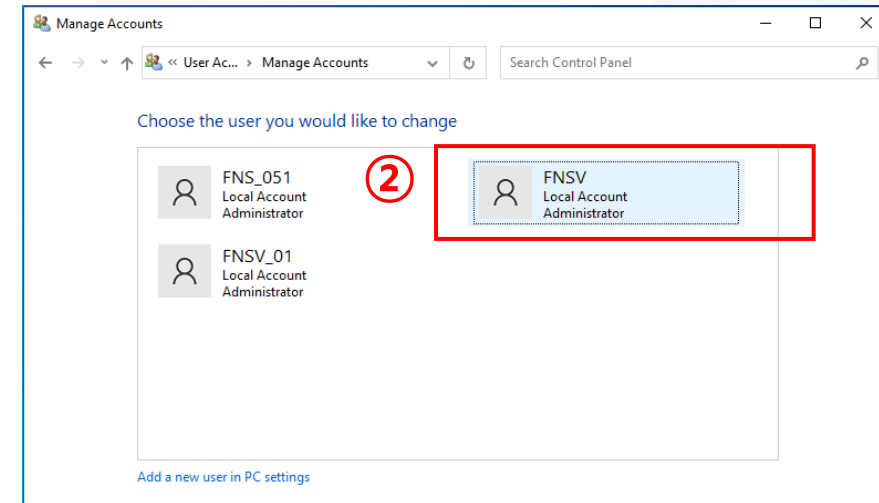 Manage Accounts
« User Ac... › Manage Accounts
Search Control Panel
Choose the user you would like to change
②
FNS_051
Local Account
Administrator
FNSV
Local Account
Administrator
FNSV_01
Local Account
Administrator
Add a new user in PC settings